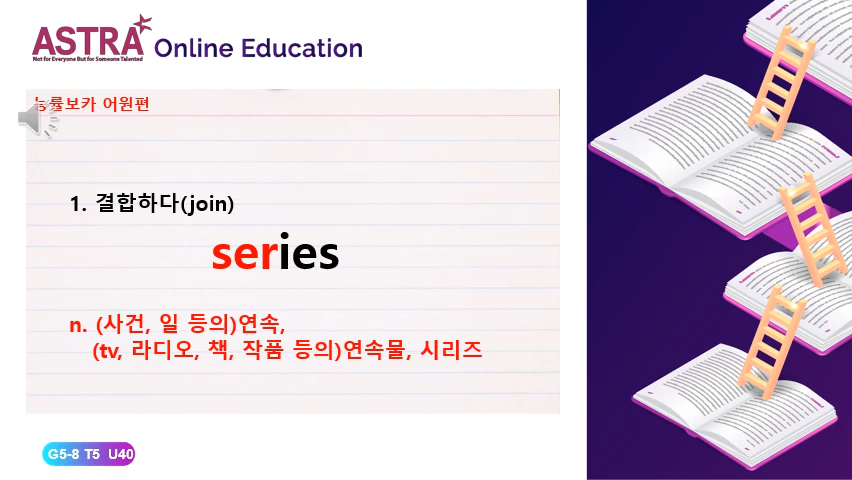 ASTRA
Not for Everyone But for Someone Talented
Online Education
능률보카 어원편
1. 결합하다(join)
series
n. (사건, 일 등의)연속,
(tv, 라디오, 책, 작품 등의)연속물, 시리즈
G5-8 T5 U40